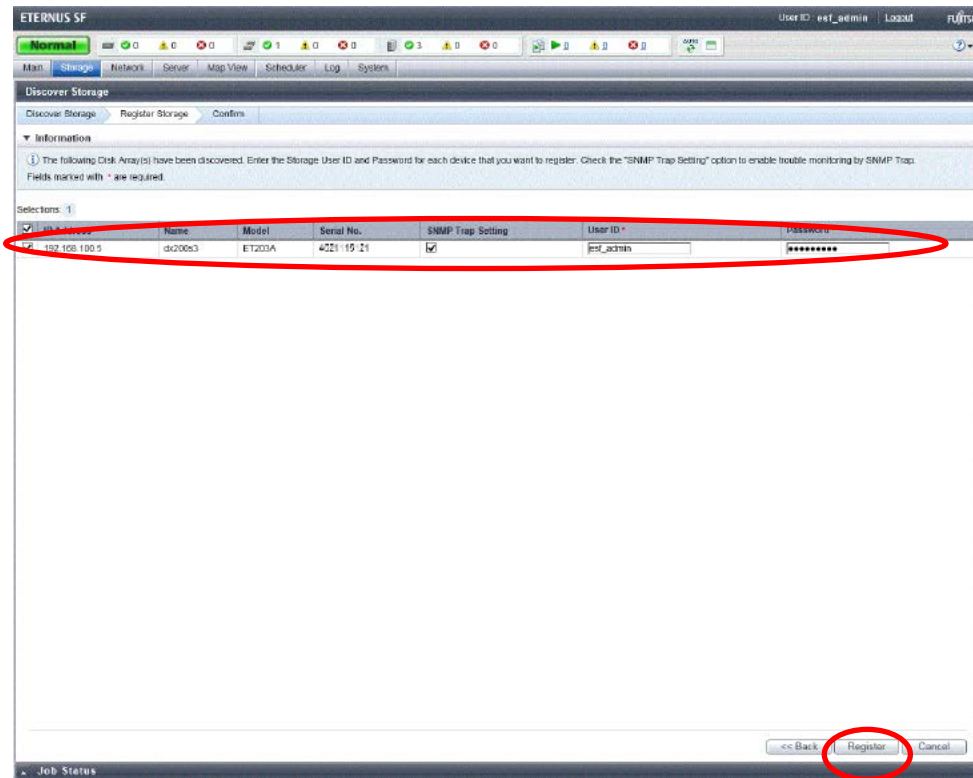 ETERNUS SF User ID : esf_admin Logout FUJITSU
Normal 0 0 0 1 0 0 3 0 0 0 0 0
Main Storage Network Server Map View Scheduler Log System
Discover Storage
Discover Storage Register Storage Confirm
Information
The following Disk Array(s) have been discovered. Enter the Storage User ID and Password for each device that you want to register. Check the "SNMP Trap Setting" option to enable trouble monitoring by SNMP Trap.
Fields marked with * are required.
Selections: 1
IP Address Name Model Serial No. SNMP Trap Setting User ID * Password
192.168.100.5 dx200s3 ET203A esf_admin
<< Back Register Cancel
Job Status